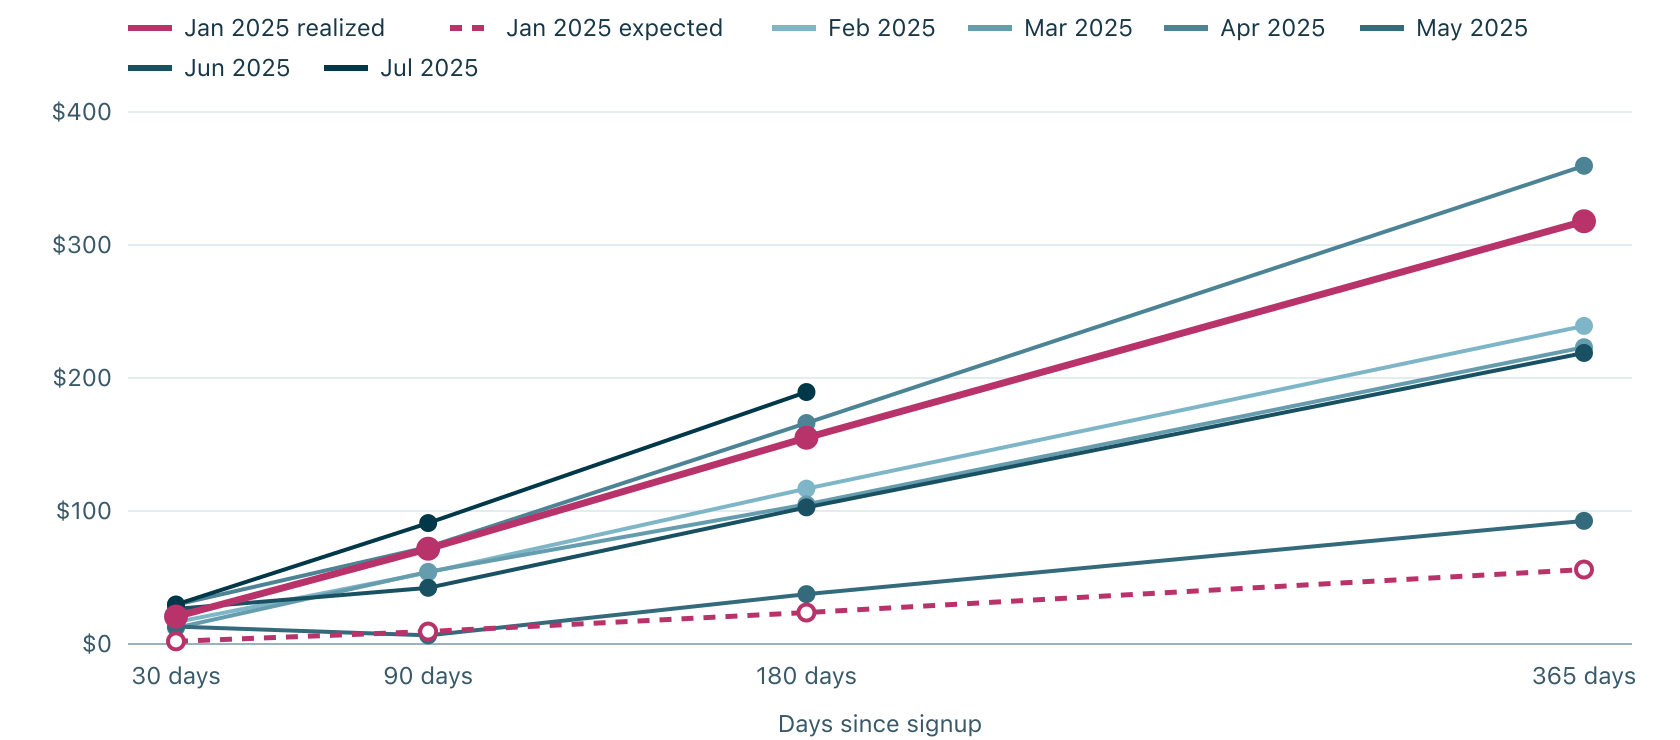 Jan 2025 realized Jan 2025 expected Feb 2025 Mar 2025 Apr 2025 May 2025
Jun 2025 Jul 2025
$400
$300
$200
$100
$0
30 days 90 days 180 days 365 days
Days since signup